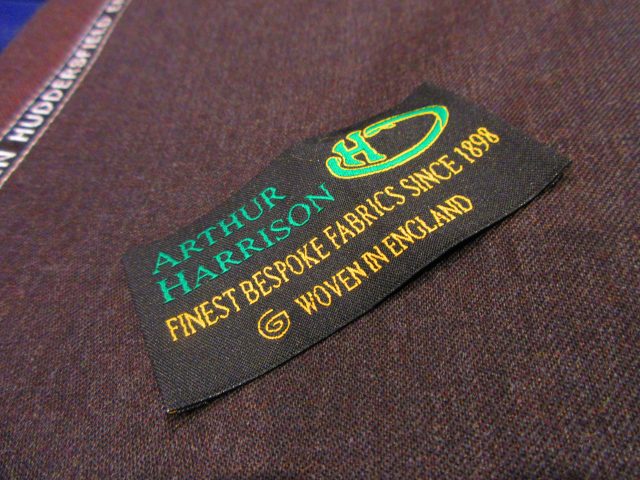 N HUDDERSFIELD
H
ARTHUR
HARRISON
FINEST BESPOKE FABRICS SINCE 1898
G WOVEN IN ENGLAND